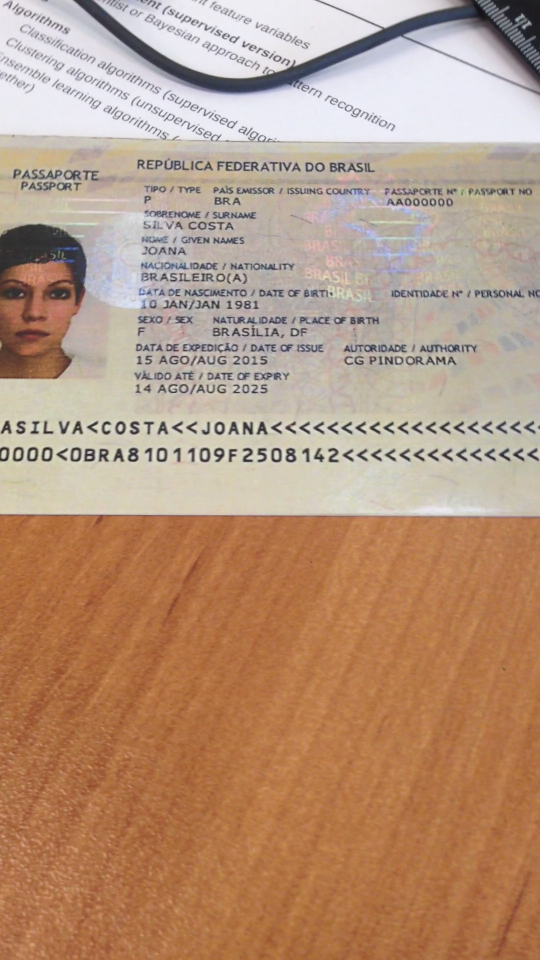 feature variables
ent (supervised version)
ntist or Bayesian approach to pattern recognition
Algorithms
Classification algorithms (supervised algori
Clustering algorithms (unsupervised
Ensemble learning algorithms
ether)
REPÚBLICA FEDERATIVA DO BRASIL
PASSAPORTE
PASSPORT
TIPO / TYPE PAÍS EMISSOR / ISSUING COUNTRY PASSAPORTE Nº / PASSPORT NO
P BRA AA000000
SOBRENOME / SURNAME
SILVA COSTA
NOME / GIVEN NAMES
JOANA
NACIONALIDADE / NATIONALITY
BRASILEIRO(A)
DATA DE NASCIMENTO / DATE OF BIRTH IDENTIDADE Nº / PERSONAL NO
10 JAN/JAN 1981
SEXO / SEX NATURALIDADE / PLACE OF BIRTH
F BRASÍLIA, DF
DATA DE EXPEDIÇÃO / DATE OF ISSUE AUTORIDADE / AUTHORITY
15 AGO/AUG 2015 CG PINDORAMA
VÁLIDO ATÉ / DATE OF EXPIRY
14 AGO/AUG 2025
ASILVA<COSTA<<JOANA<<<<<<<<<<<<<<<<<<<<
0000<0BRA8101109F2508142<<<<<<<<<<<<<